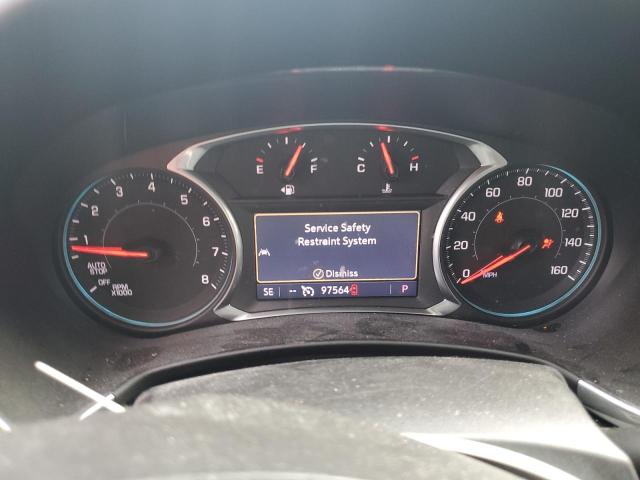 E F
C H
1 2 3 4 5 6 7 8
AUTO
STOP
OFF
RPM
X1000
Service Safety
Restraint System
Dismiss
SE -- 97564 P
0 20 40 60 80 100 120 140 160
MPH